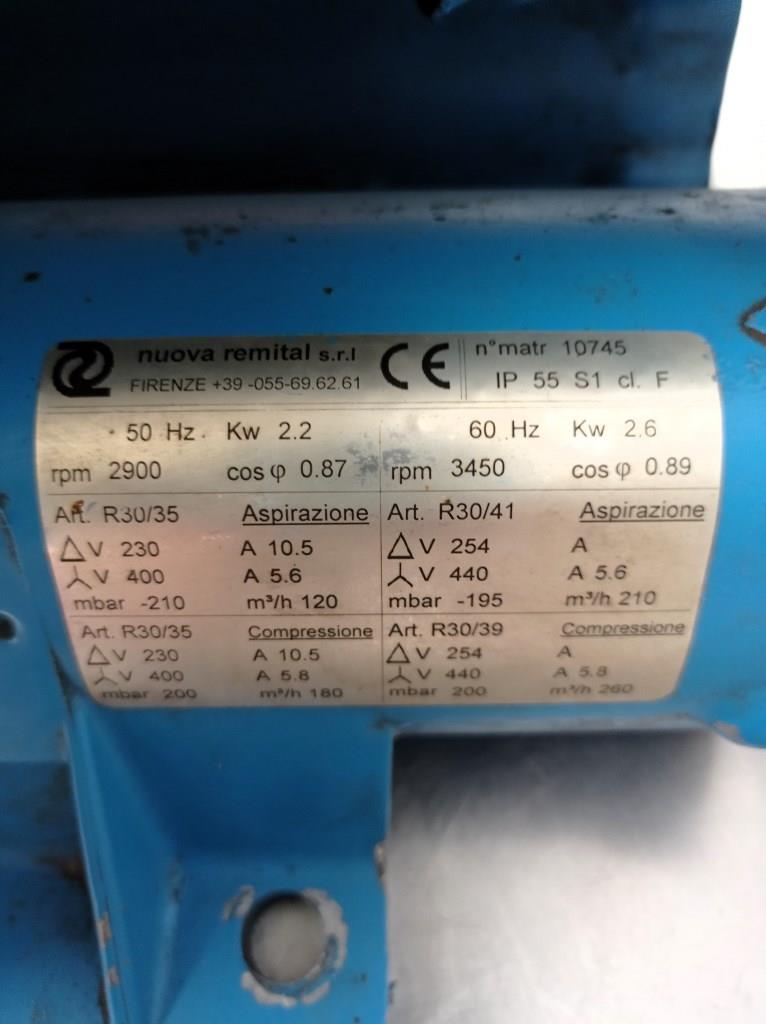 nuova remital s.r.l
FIRENZE +39 -055-69.62.61
CE
n°matr 10745
IP 55 S1 cl. F
50 Hz. Kw 2.2
rpm 2900 cos φ 0.87
60 Hz Kw 2.6
rpm 3450 cos φ 0.89
Art. R30/35 Aspirazione
△ V 230 A 10.5
⅄ V 400 A 5.6
mbar -210 m³/h 120
Art. R30/41 Aspirazione
△ V 254 A
⅄ V 440 A 5.6
mbar -195 m³/h 210
Art. R30/35 Compressione
△ V 230 A 10.5
⅄ V 400 A 5.8
mbar 200 m³/h 180
Art. R30/39 Compressione
△ V 254 A
⅄ V 440 A 5.8
mbar 200 m³/h 260